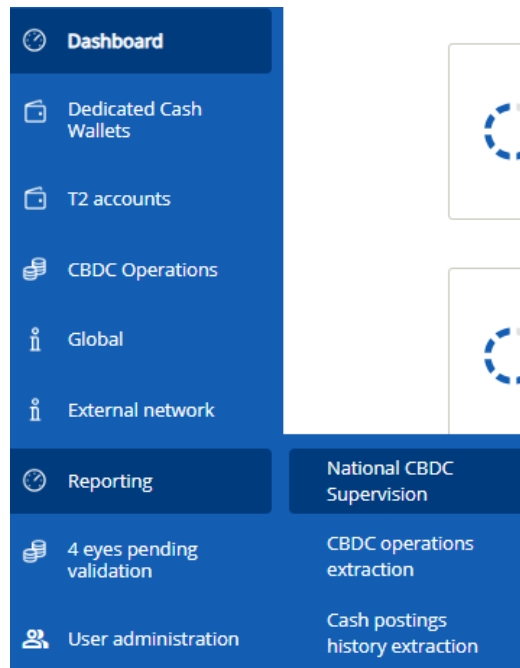 Dashboard
Dedicated Cash
Wallets
T2 accounts
CBDC Operations
Global
External network
Reporting
National CBDC
Supervision
4 eyes pending
validation
CBDC operations
extraction
User administration
Cash postings
history extraction